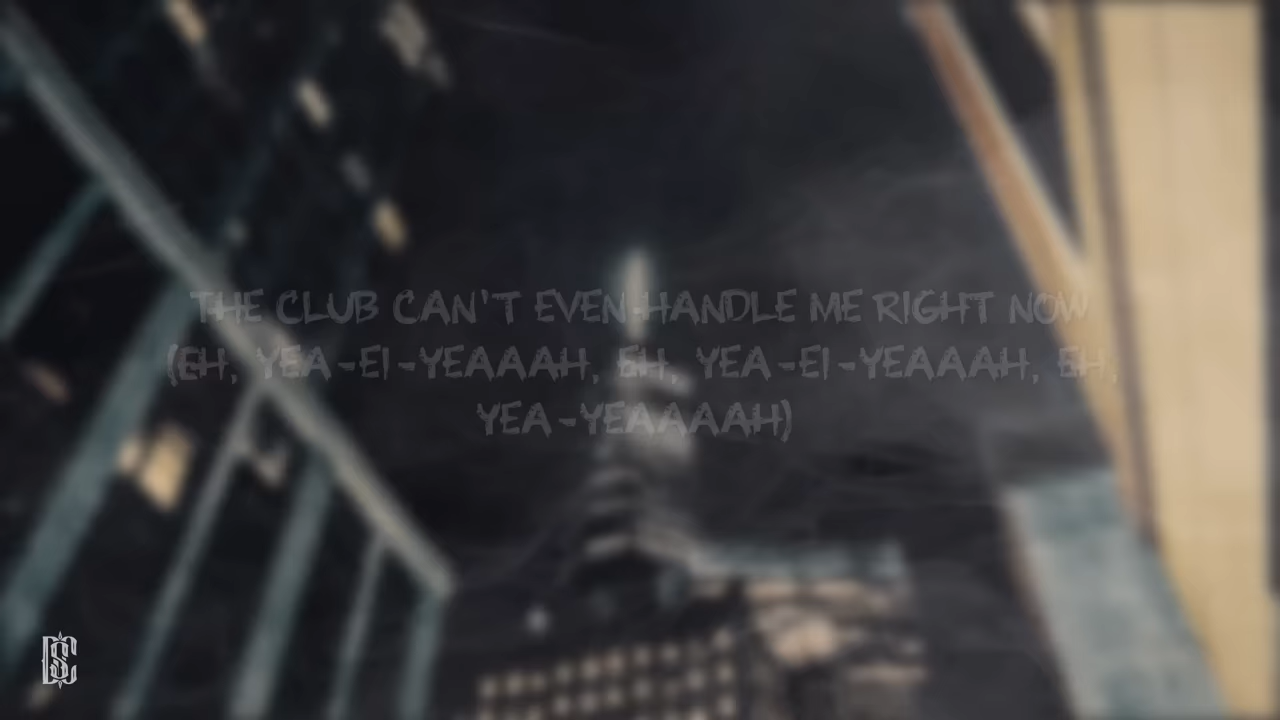 THE CLUB CAN'T EVEN HANDLE ME RIGHT NOW
(EH, YEA-EI-YEAAAH, EH, YEA-EI-YEAAAH, EH,
YEA-YEAAAAH)